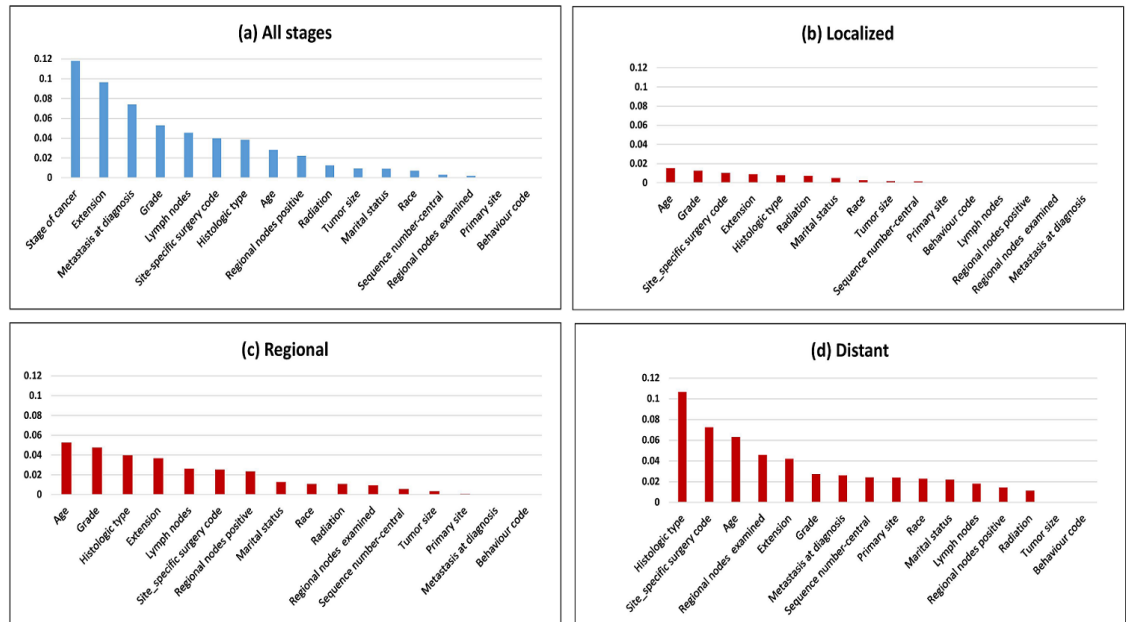 (a) All stages
0.12
0.1
0.08
0.06
0.04
0.02
0
Stage of cancer
Extension
Metastasis at diagnosis
Grade
Lymph nodes
Site-specific surgery code
Histologic type
Age
Regional nodes positive
Radiation
Tumor size
Marital status
Race
Sequence number-central
Regional nodes examined
Primary site
Behaviour code
(b) Localized
0.12
0.1
0.08
0.06
0.04
0.02
0
Age
Grade
Site_specific surgery code
Extension
Histologic type
Radiation
Marital status
Race
Tumor size
Sequence number-central
Primary site
Behaviour code
Lymph nodes
Regional nodes positive
Regional nodes examined
Metastasis at diagnosis
(c) Regional
0.12
0.1
0.08
0.06
0.04
0.02
0
Age
Grade
Histologic type
Extension
Lymph nodes
Site_specific surgery code
Regional nodes positive
Marital status
Race
Radiation
Regional nodes examined
Sequence number-central
Tumor size
Primary site
Metastasis at diagnosis
Behaviour code
(d) Distant
0.12
0.1
0.08
0.06
0.04
0.02
0
Histologic type
Site_specific surgery code
Age
Regional nodes examined
Extension
Grade
Metastasis at diagnosis
Sequence number-central
Primary site
Race
Marital status
Lymph nodes
Regional nodes positive
Radiation
Tumor size
Behaviour code